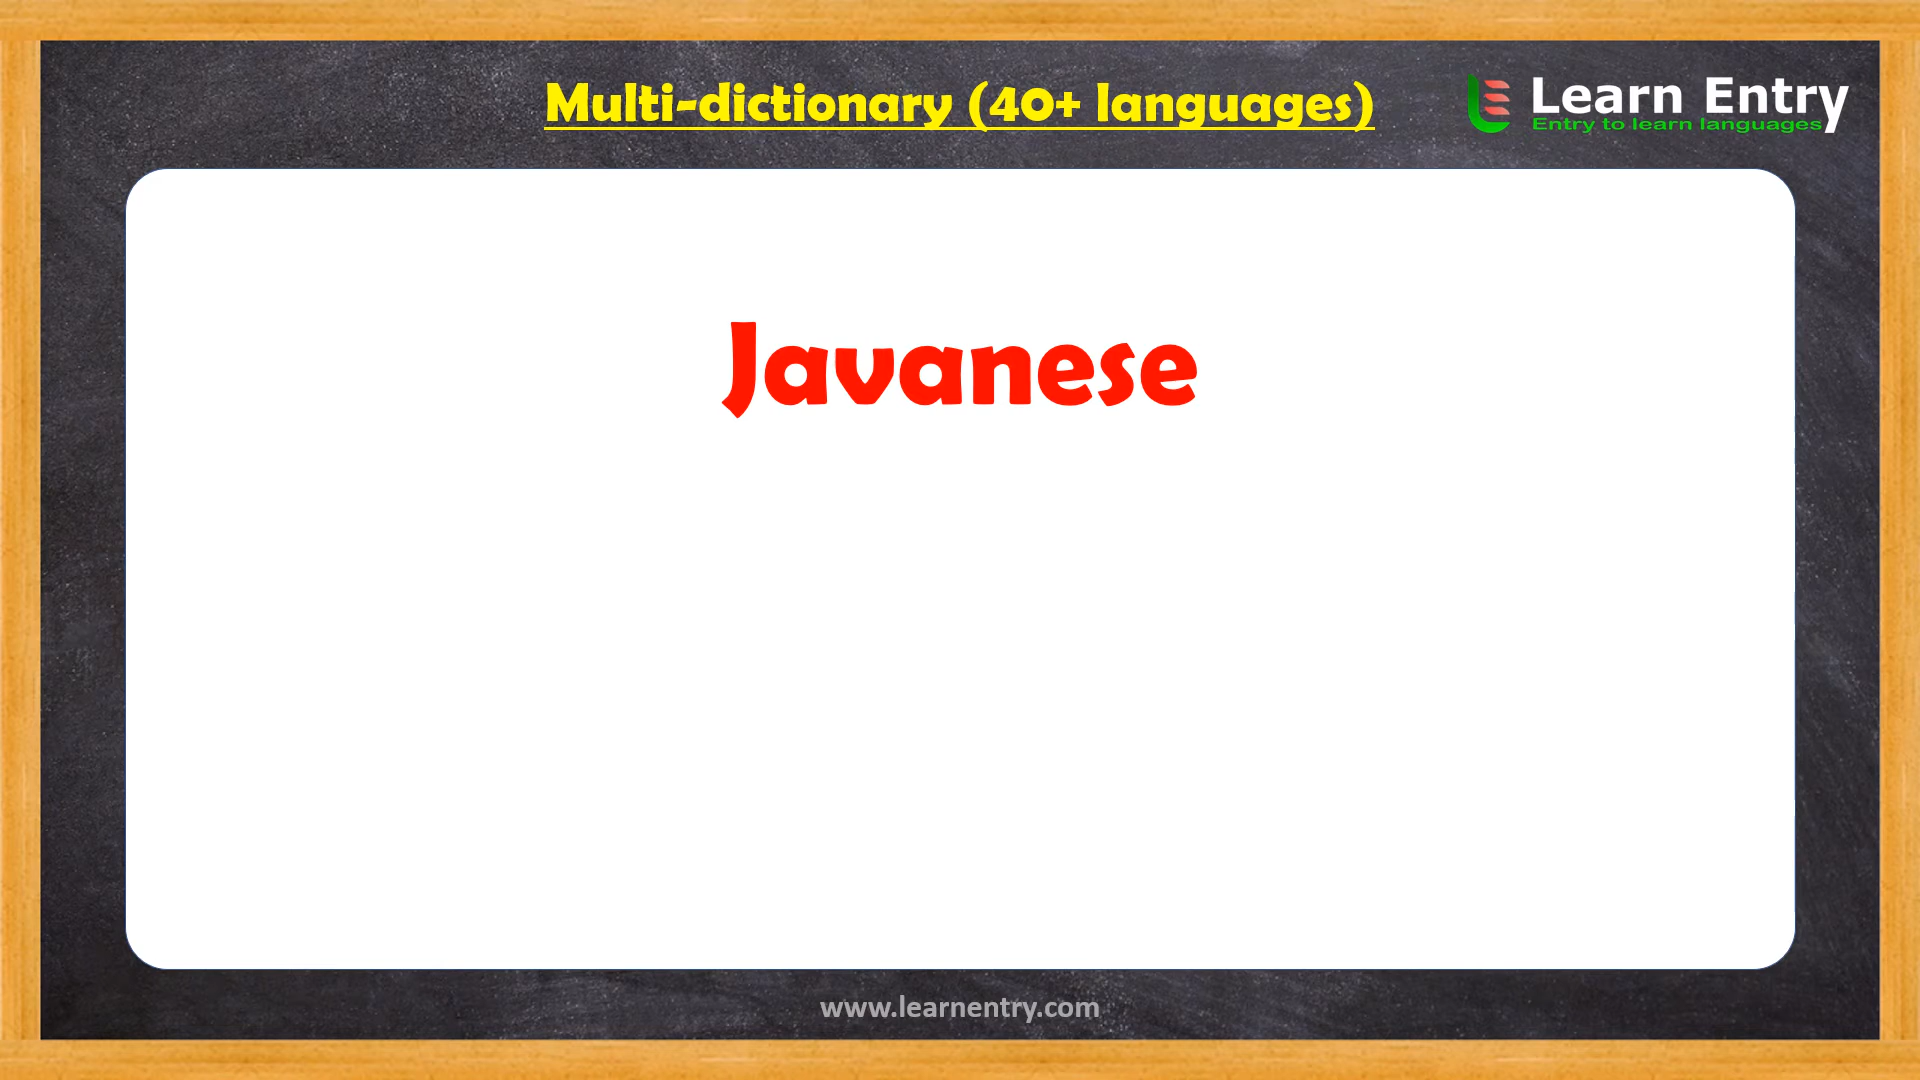 Multi-dictionary (40+ languages)
Learn Entry
Entry to learn languages
Javanese
www.learnentry.com